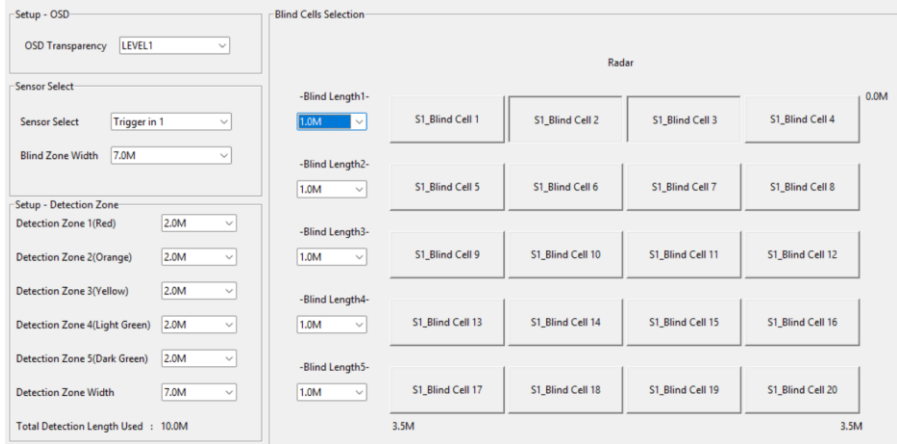 Setup - OSD
OSD Transparency LEVEL1
Sensor Select
Sensor Select Trigger in 1
Blind Zone Width 7.0M
Setup - Detection Zone
Detection Zone 1(Red) 2.0M
Detection Zone 2(Orange) 2.0M
Detection Zone 3(Yellow) 2.0M
Detection Zone 4(Light Green) 2.0M
Detection Zone 5(Dark Green) 2.0M
Detection Zone Width 7.0M
Total Detection Length Used : 10.0M
Blind Cells Selection
Radar
0.0M
-Blind Length1-
1.0M S1_Blind Cell 1 S1_Blind Cell 2 S1_Blind Cell 3 S1_Blind Cell 4
-Blind Length2-
1.0M S1_Blind Cell 5 S1_Blind Cell 6 S1_Blind Cell 7 S1_Blind Cell 8
-Blind Length3-
1.0M S1_Blind Cell 9 S1_Blind Cell 10 S1_Blind Cell 11 S1_Blind Cell 12
-Blind Length4-
1.0M S1_Blind Cell 13 S1_Blind Cell 14 S1_Blind Cell 15 S1_Blind Cell 16
-Blind Length5-
1.0M S1_Blind Cell 17 S1_Blind Cell 18 S1_Blind Cell 19 S1_Blind Cell 20
3.5M 3.5M